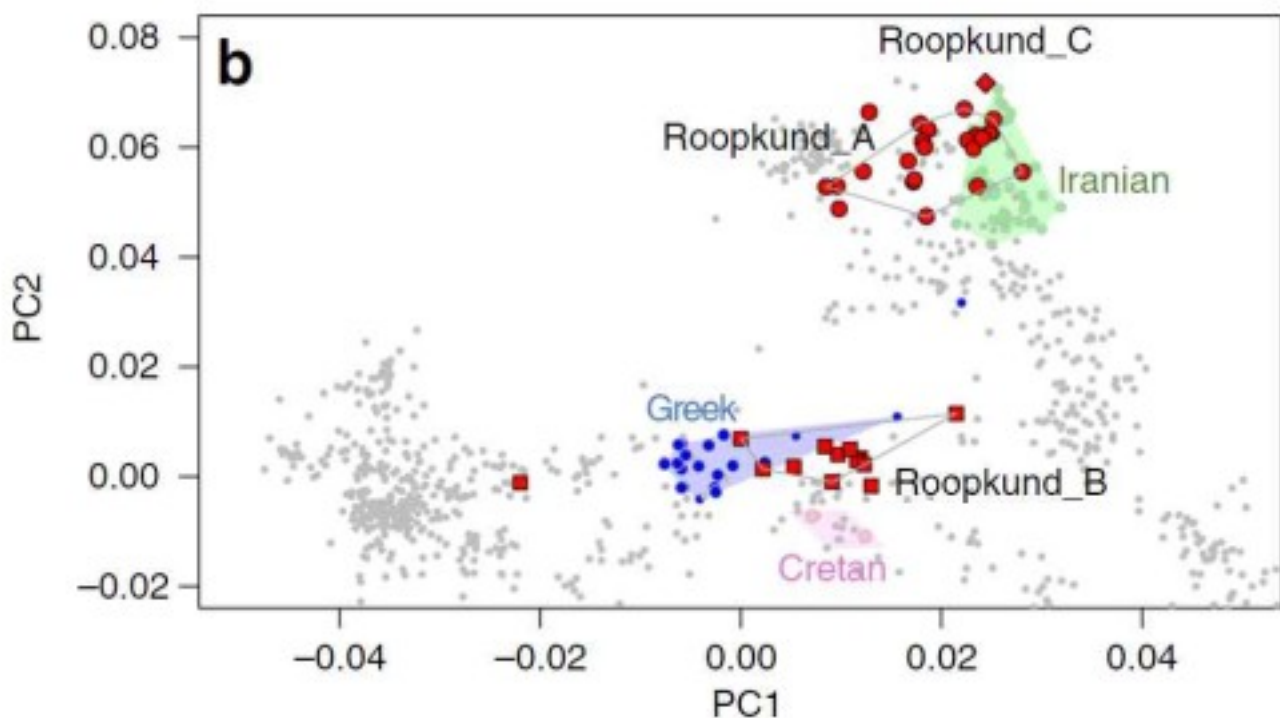 b
Roopkund_C
Roopkund_A
Iranian
Greek
Roopkund_B
Cretan
PC2
0.08
0.06
0.04
0.02
0.00
−0.02
−0.04
−0.02
0.00
0.02
0.04
PC1